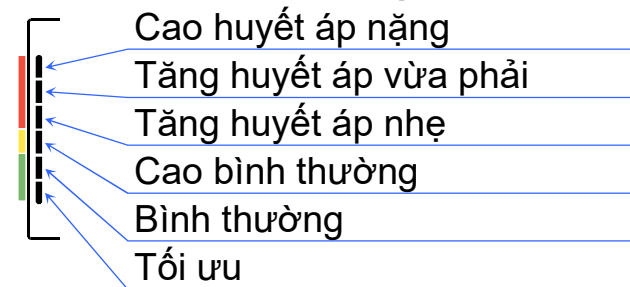 Cao huyết áp nặng
Tăng huyết áp vừa phải
Tăng huyết áp nhẹ
Cao bình thường
Bình thường
Tối ưu